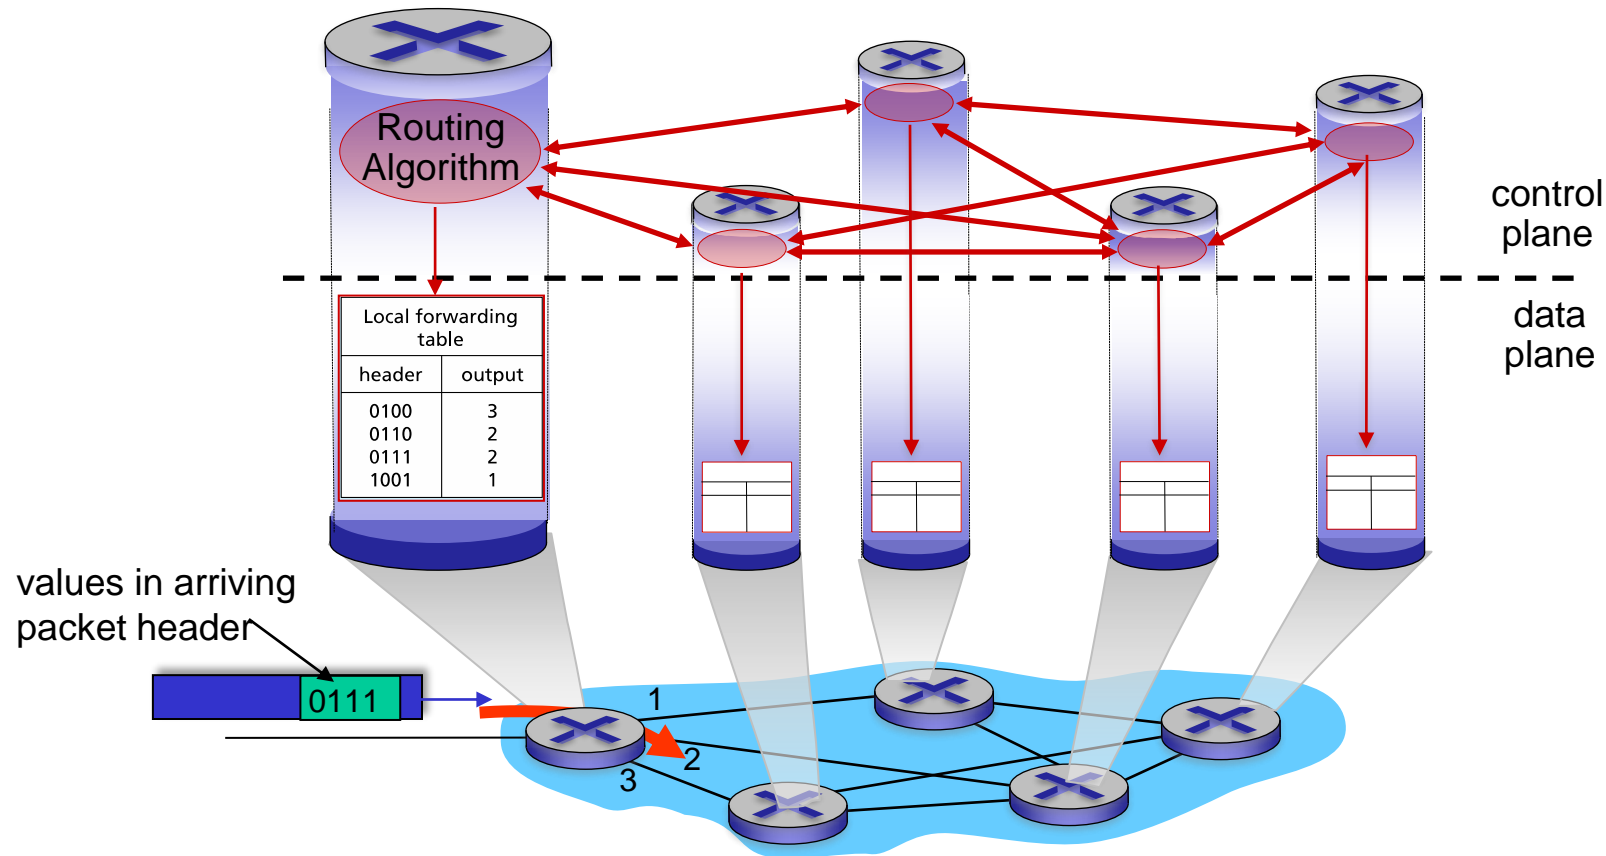 Routing
Algorithm
control
plane
data
plane
Local forwarding
table
header output
0100 3
0110 2
0111 2
1001 1
values in arriving
packet header
0111
1
2
3